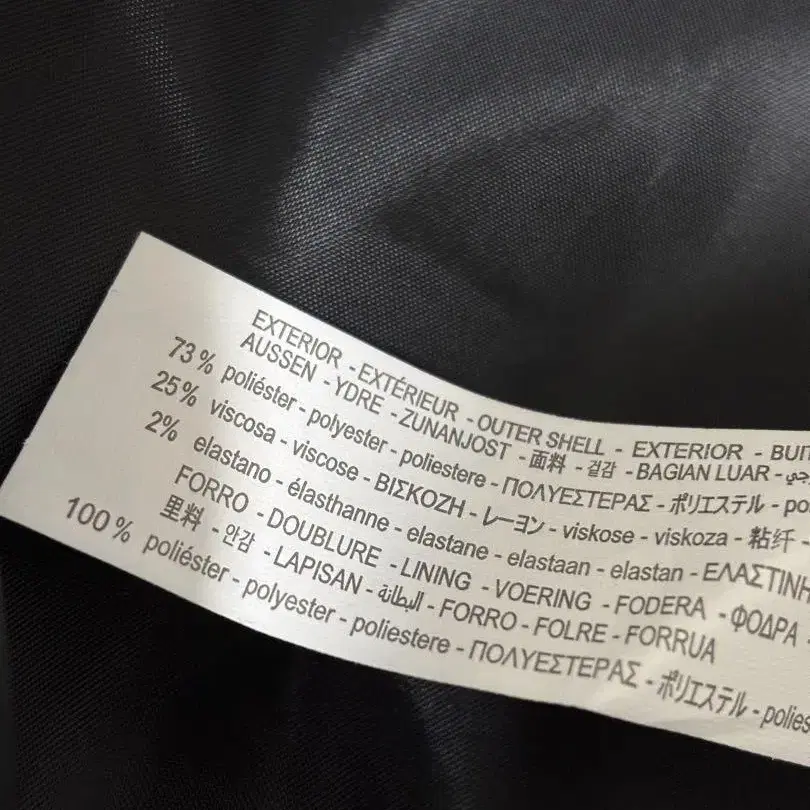 EXTERIOR - EXTÉRIEUR - OUTER SHELL - EXTERIOR -
AUSSEN - YDRE - ZUNANJOST - 面料 - 겉감 - BAGIAN LUAR -
73% poliéster - polyester - poliestere - ΠΟΛΥΕΣΤΕΡΑΣ - ポリエステル -
25% viscosa - viscose - ΒΙΣΚΟΖΗ - レーヨン - viskose - viskoza - 粘纤 -
2% elastano - élasthanne - elastane - elastaan - elastan - ΕΛΑΣΤΙΝΗ
FORRO - DOUBLURE - LINING - VOERING - FODERA - ΦΟΔΡΑ -
里料 - 안감 - LAPISAN - البطانة - FORRO - FOLRE - FORRUA
100% poliéster - polyester - poliestere - ΠΟΛΥΕΣΤΕΡΑΣ - ポリエステル -